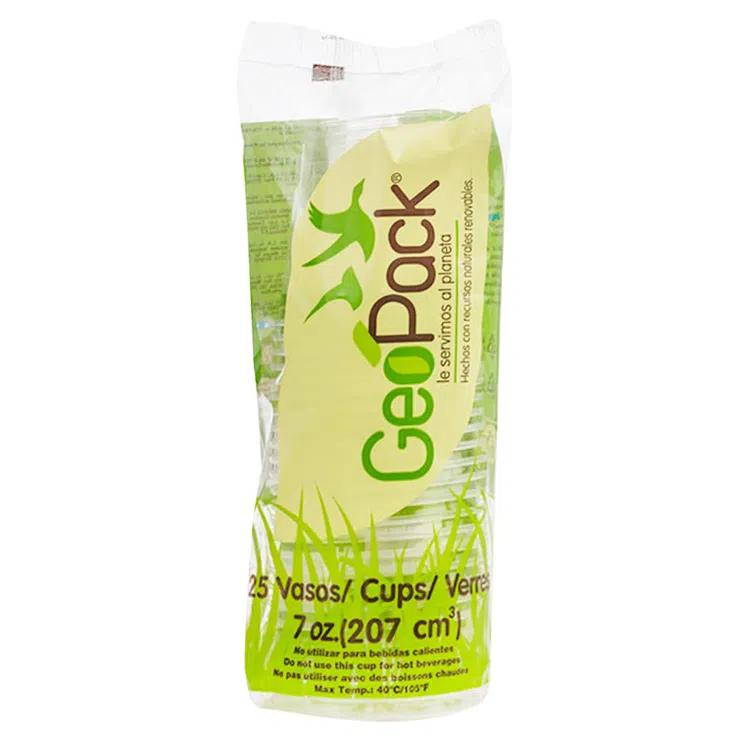 GeoPack®
le servimos al planeta
Hechos con recursos naturales renovables.
25 Vasos/ Cups/ Verres
7 oz.(207 cm³)
No utilizar para bebidas calientes
Do not use this cup for hot beverages
Ne pas utiliser avec des boissons chaudes
Max Temp.: 40°C/105°F